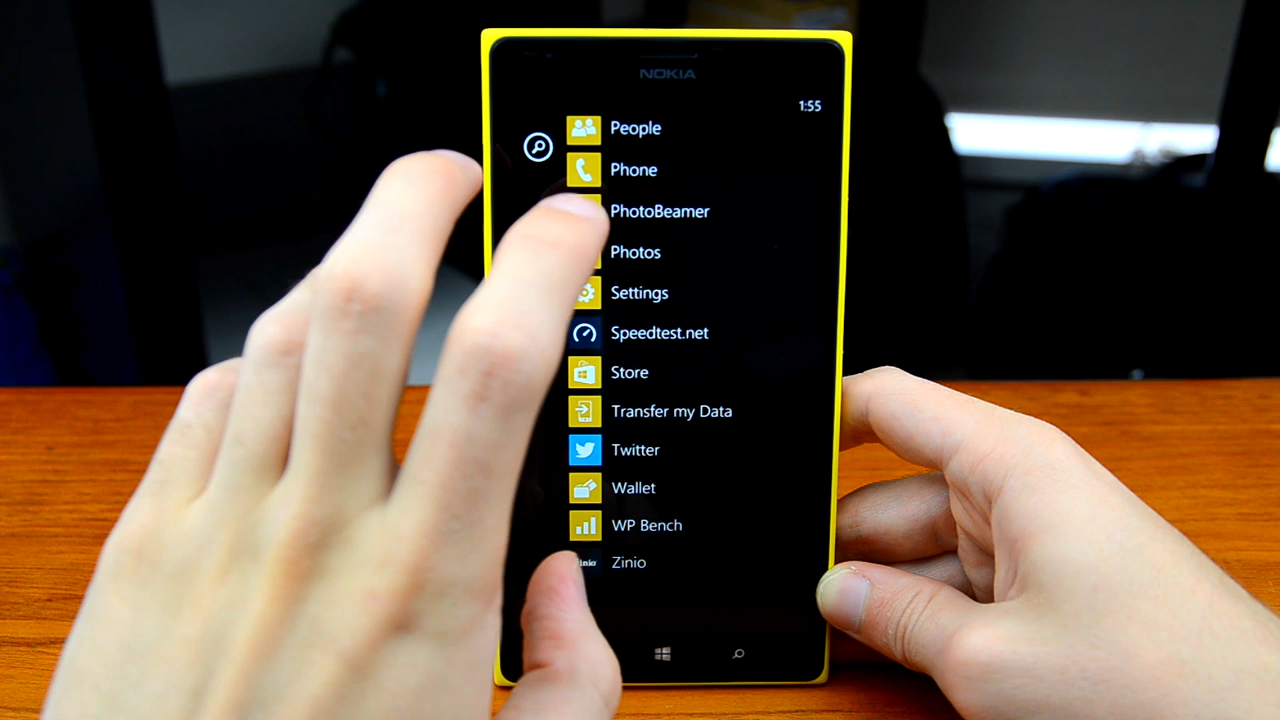 NOKIA
1:55
People
Phone
PhotoBeamer
Photos
Settings
Speedtest.net
Store
Transfer my Data
Twitter
Wallet
WP Bench
Zinio